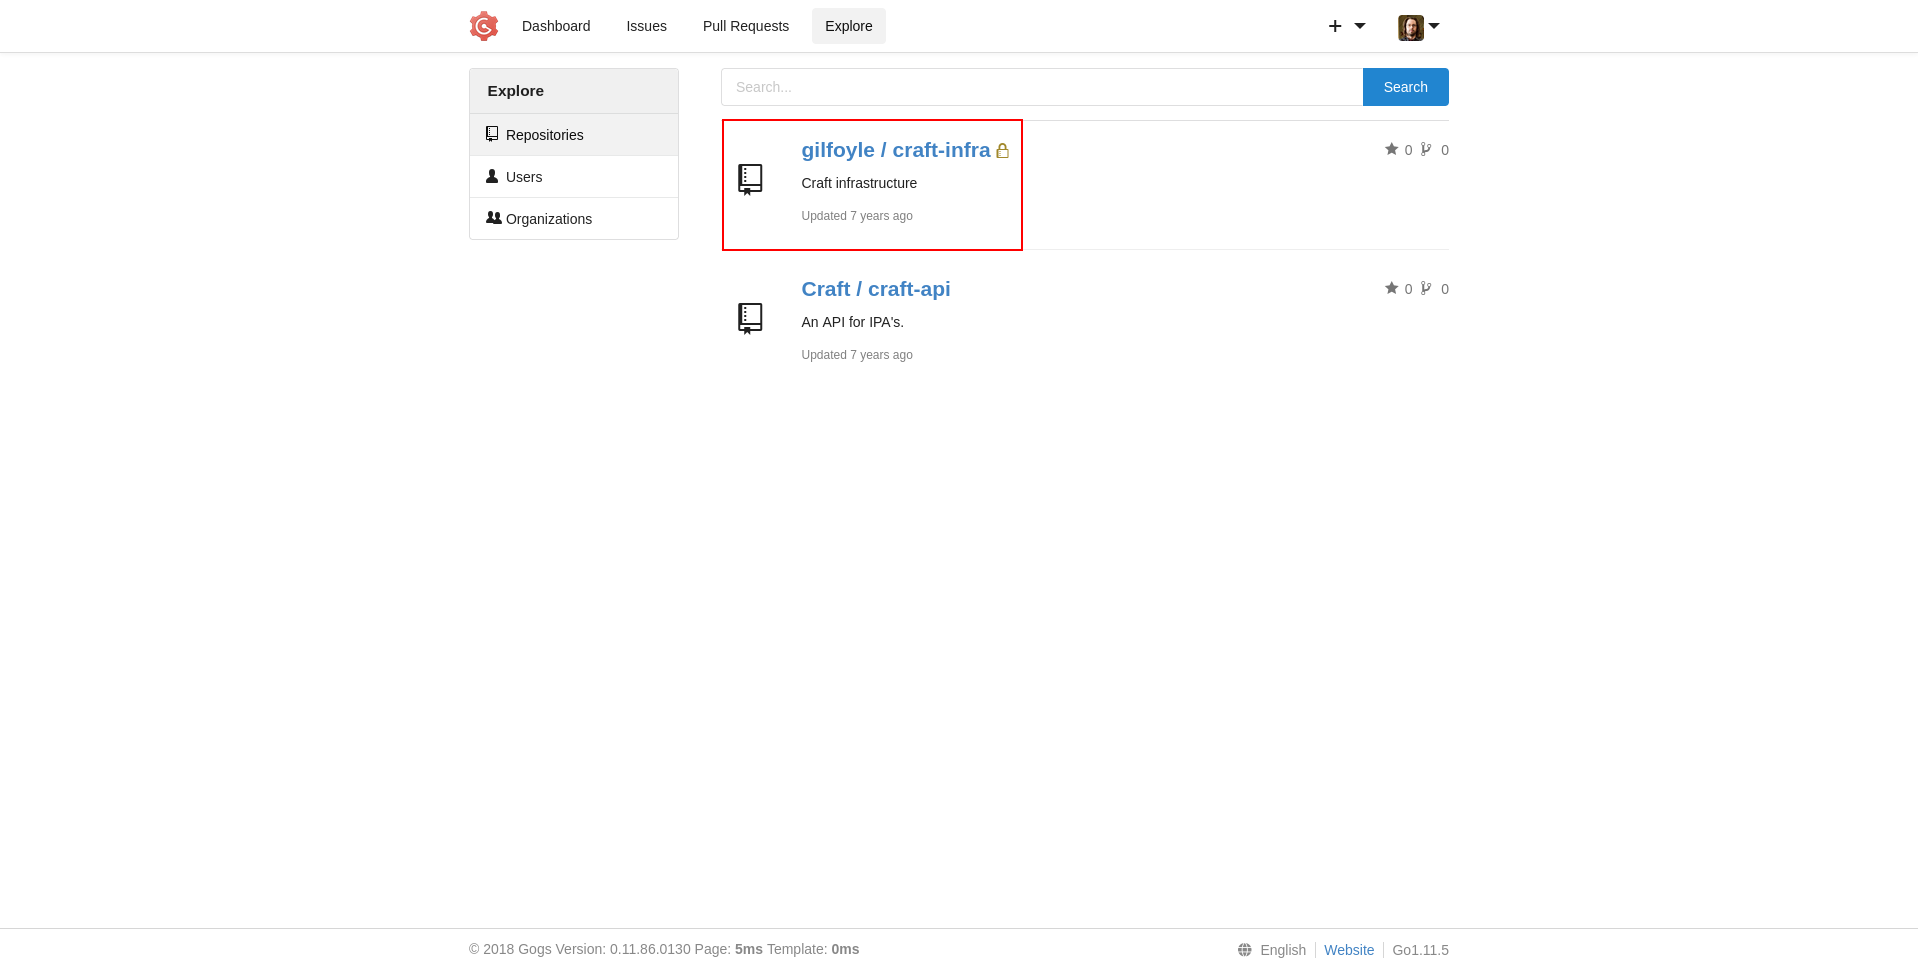 Dashboard Issues Pull Requests Explore
Explore
Repositories
Users
Organizations
Search... Search
gilfoyle / craft-infra 0 0
Craft infrastructure
Updated 7 years ago
Craft / craft-api 0 0
An API for IPA's.
Updated 7 years ago
© 2018 Gogs Version: 0.11.86.0130 Page: 5ms Template: 0ms English Website Go1.11.5